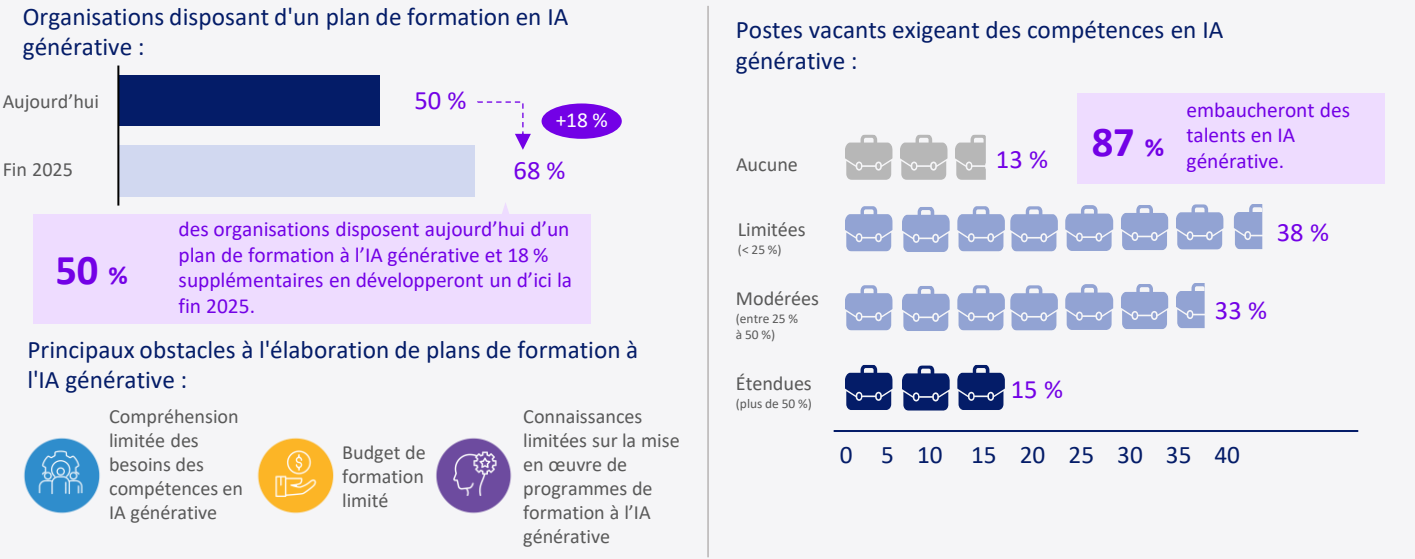 Organisations disposant d'un plan de formation en IA
générative :
Aujourd’hui
50 %
+18 %
Fin 2025
68 %
50 %
des organisations disposent aujourd’hui d’un
plan de formation à l’IA générative et 18 %
supplémentaires en développeront un d’ici la
fin 2025.
Principaux obstacles à l'élaboration de plans de formation à
l'IA générative :
Compréhension
limitée des
besoins des
compétences en
IA générative
Budget de
formation
limité
Connaissances
limitées sur la mise
en œuvre de
programmes de
formation à l’IA
générative
Postes vacants exigeant des compétences en IA
générative :
87 %
embaucheront des
talents en IA
générative.
Aucune
13 %
Limitées
(< 25 %)
38 %
Modérées
(entre 25 %
à 50 %)
33 %
Étendues
(plus de 50 %)
15 %
0 5 10 15 20 25 30 35 40